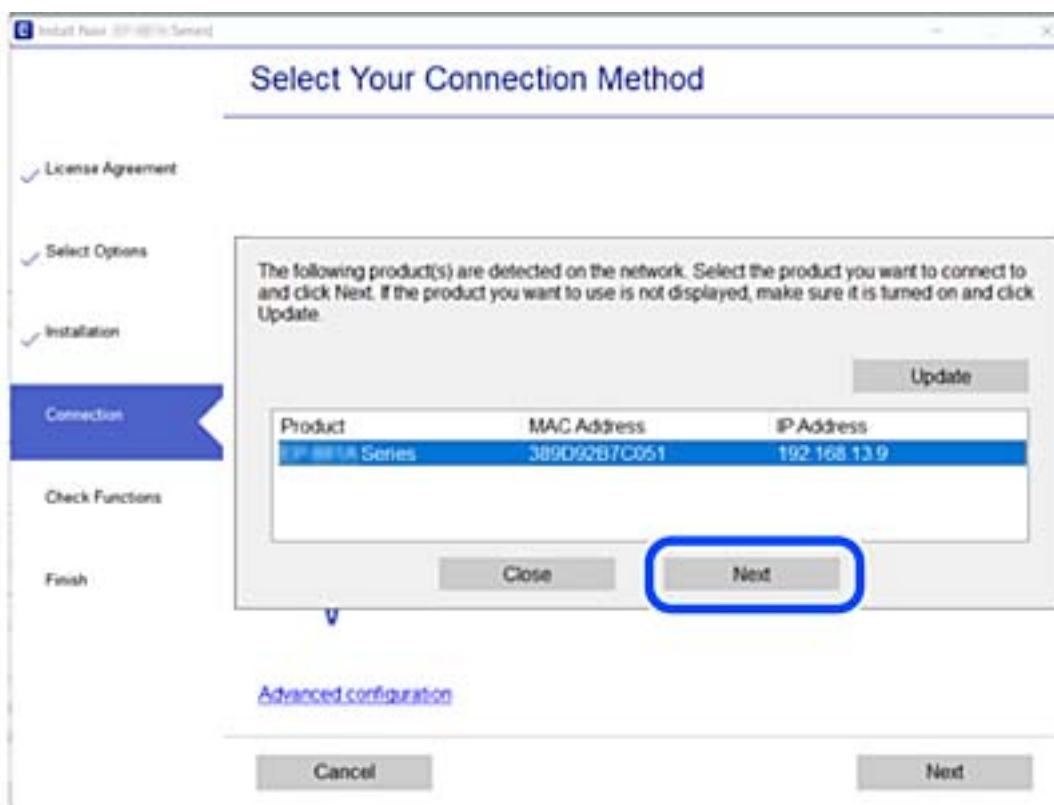 Install Navi
Series]
Select Your Connection Method
License Agreement
Select Options
Installation
Connection
Check Functions
Finish
The following product(s) are detected on the network. Select the product you want to connect to
and click Next. If the product you want to use is not displayed, make sure it is turned on and click
Update.
Update
Product MAC Address IP Address
Series 389D92B7C051 192.168.13.9
Close Next
Advanced configuration
Cancel Next